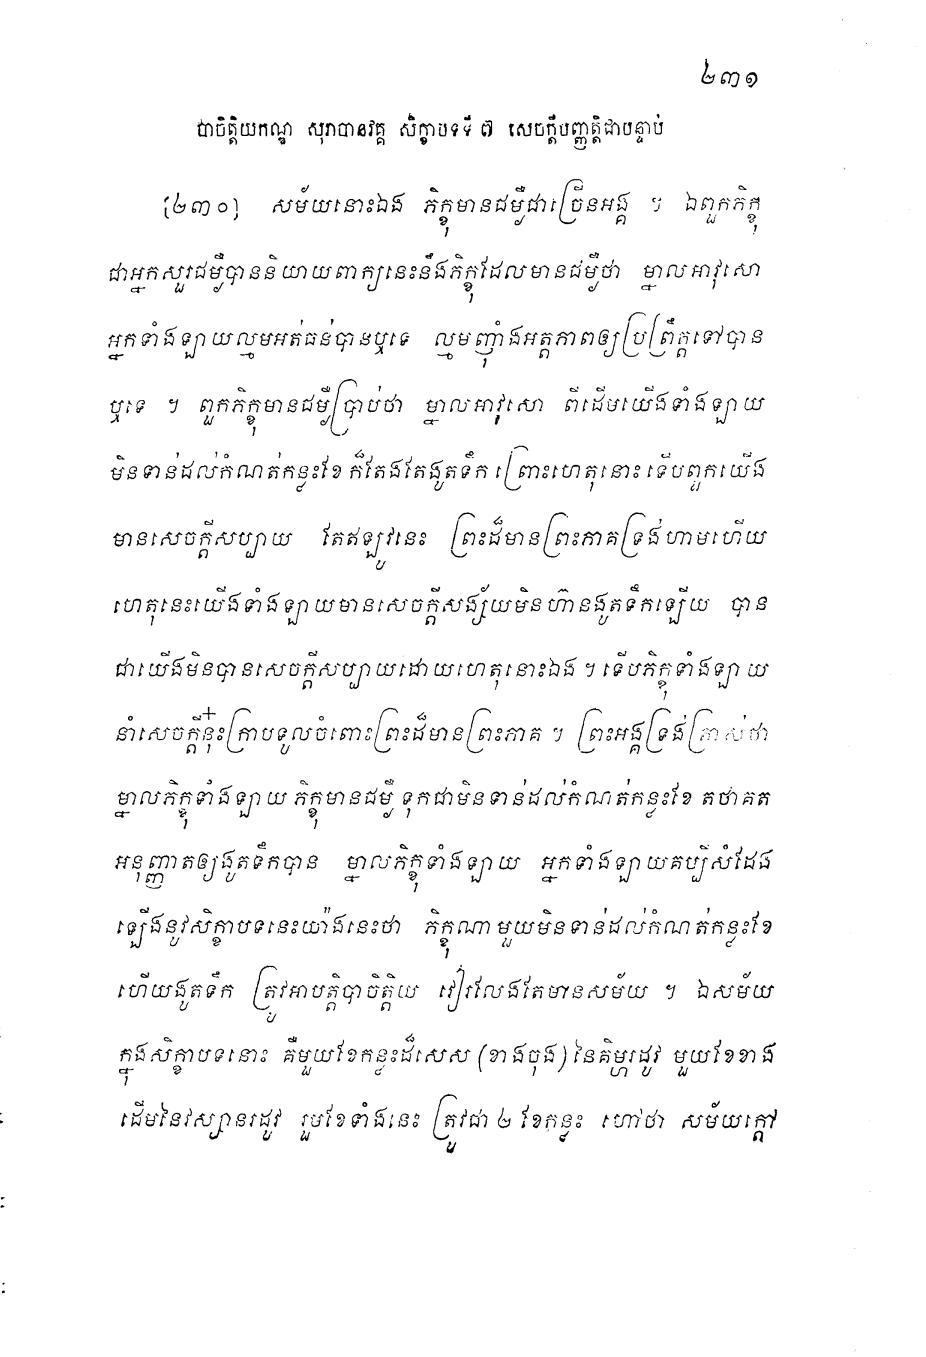 ២៣១
បាចិត្តិយកណ្ឌ សុរាបានវគ្គ សិក្ខាបទទី ៧ សេចក្តីបញ្ញត្តិជាបន្ទាប់
[២៣០] សម័យនោះឯង ភិក្ខុមានជម្ងឺជាច្រើនអង្គ ។ ឯពួកភិក្ខុ
ជាអ្នកសួរជម្ងឺបាននិយាយពាក្យនេះនឹងភិក្ខុដែលមានជម្ងឺថា ម្នាលអាវុសោ
អ្នកទាំងឡាយល្មមអត់ធន់បានឬទេ ល្មមញ៉ាំងអត្តភាពឲ្យប្រព្រឹត្តទៅបាន
ឬទេ ។ ពួកភិក្ខុមានជម្ងឺប្រាប់ថា ម្នាលអាវុសោ ពីដើមយើងទាំងឡាយ
មិនទាន់ដល់កំណត់កន្លះខែ ក៏តែងតែងូតទឹក ព្រោះហេតុនោះ ទើបពួកយើង
មានសេចក្តីសប្បាយ តែឥឡូវនេះ ព្រះដ៏មានព្រះភាគទ្រង់ហាមហើយ
ហេតុនេះយើងទាំងឡាយមានសេចក្តីសង្ស័យមិនហ៊ានងូតទឹកឡើយ បាន
ជាយើងមិនបានសេចក្តីសប្បាយដោយហេតុនោះឯង ។ ទើបភិក្ខុទាំងឡាយ
នាំសេចក្តីនុ៎ះក្រាបទូលចំពោះព្រះដ៏មានព្រះភាគ ។ ព្រះអង្គទ្រង់ត្រាស់ថា
ម្នាលភិក្ខុទាំងឡាយ ភិក្ខុមានជម្ងឺ ទុកជាមិនទាន់ដល់កំណត់កន្លះខែ តថាគត
អនុញ្ញាតឲ្យងូតទឹកបាន ម្នាលភិក្ខុទាំងឡាយ អ្នកទាំងឡាយគប្បីសំដែង
ឡើងនូវសិក្ខាបទនេះយ៉ាងនេះថា ភិក្ខុណាមួយមិនទាន់ដល់កំណត់កន្លះខែ
ហើយងូតទឹក ត្រូវអាបត្តិបាចិត្តិយ វៀរលែងតែមានសម័យ ។ ឯសម័យ
ក្នុងសិក្ខាបទនោះ គឺមួយខែកន្លះដ៏សេស (ខាងចុង) នៃគិម្ហរដូវ មួយខែខាង
ដើមនៃវស្សានរដូវ រួបខែទាំងនេះ ត្រូវជា ២ ខែកន្លះ ហៅថា សម័យក្តៅ